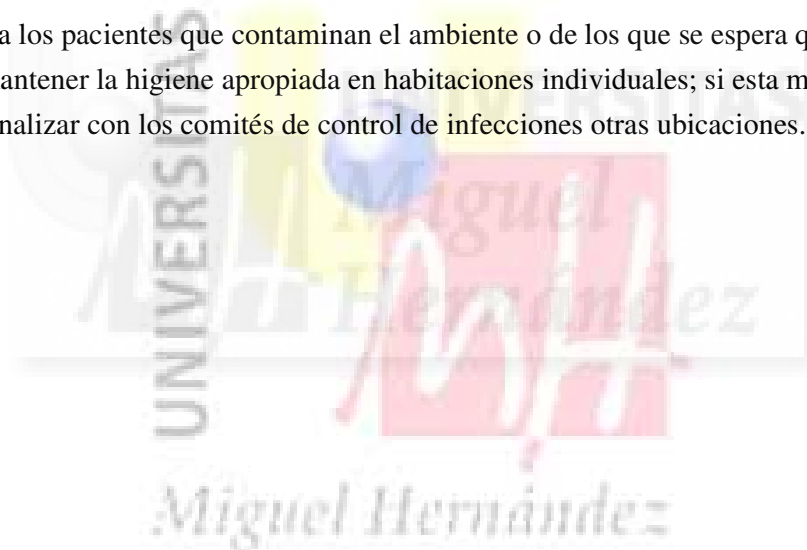 a los pacientes que contaminan el ambiente o de los que se espera q
antener la higiene apropiada en habitaciones individuales; si esta m
nalizar con los comités de control de infecciones otras ubicaciones.
UNIVERSITAS
Miguel
Hernández
Miguel Hernández